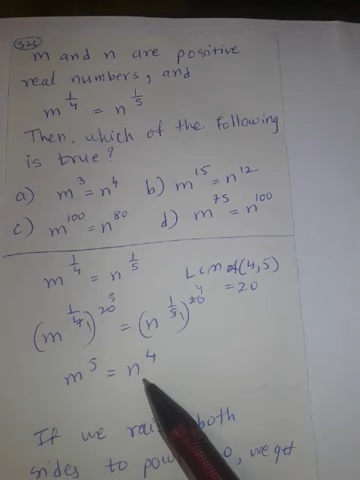 326
m and n are positive
real numbers, and
m^(1/4) = n^(1/5)
Then, which of the following
is true?
a) m^3 = n^4 b) m^15 = n^12
c) m^100 = n^80 d) m^75 = n^100
m^(1/4) = n^(1/5) LCM of (4,5)
= 20
(m^(1/4))^20 = (n^(1/5))^20
m^5 = n^4
If we both
sides to we get